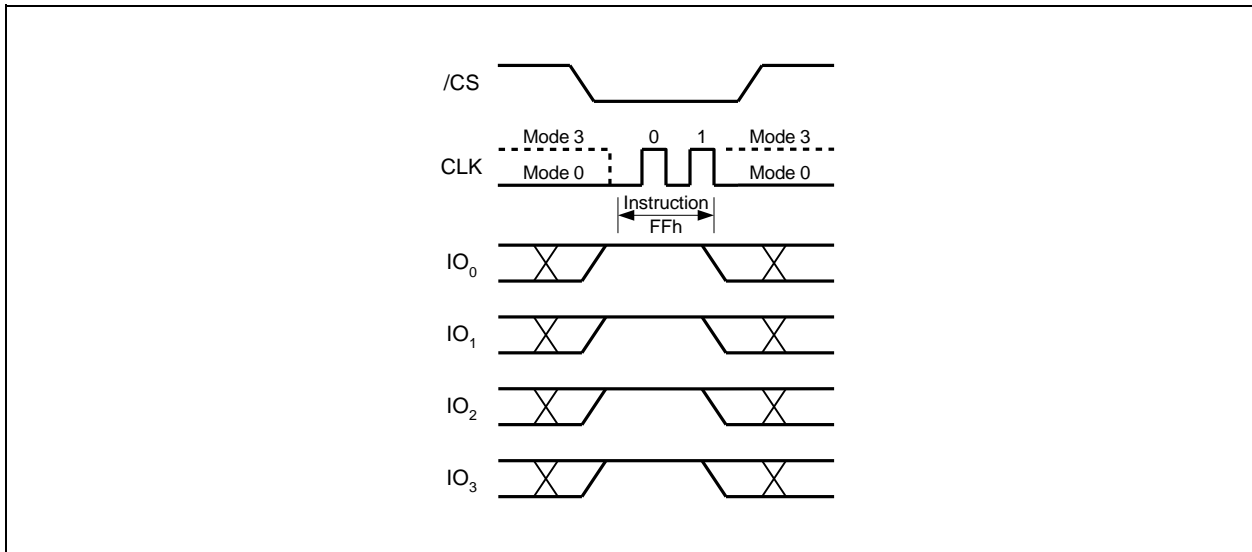 /CS
Mode 3 0 1 Mode 3
CLK
Mode 0 Mode 0
Instruction
FFh
IO0
IO1
IO2
IO3